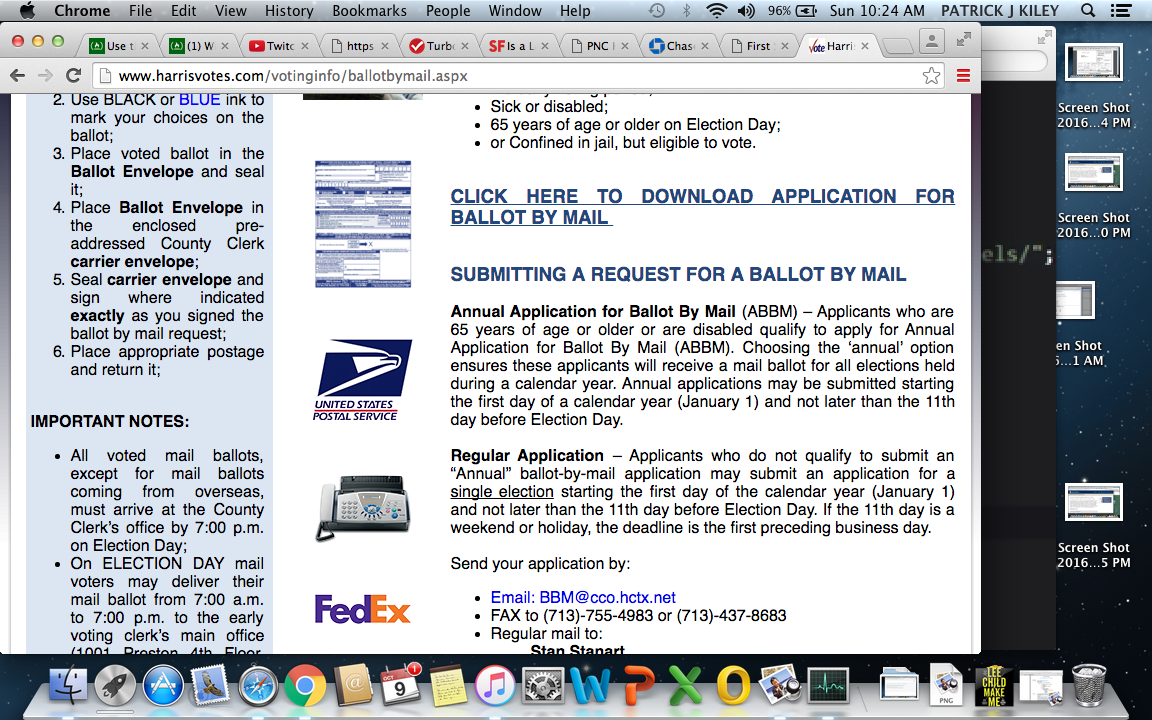 Chrome File Edit View History Bookmarks People Window Help 96% Sun 10:24 AM PATRICK J KILEY
Use t (1) W Twitc https Turbo SF Is a L PNC Chase First vote Harris
www.harrisvotes.com/votinginfo/ballotbymail.aspx
2. Use BLACK or BLUE ink to
mark your choices on the
ballot;
3. Place voted ballot in the
Ballot Envelope and seal
it;
4. Place Ballot Envelope in
the enclosed pre-
addressed County Clerk
carrier envelope;
5. Seal carrier envelope and
sign where indicated
exactly as you signed the
ballot by mail request;
6. Place appropriate postage
and return it;
IMPORTANT NOTES:
• All voted mail ballots,
except for mail ballots
coming from overseas,
must arrive at the County
Clerk's office by 7:00 p.m.
on Election Day;
• On ELECTION DAY mail
voters may deliver their
mail ballot from 7:00 a.m.
to 7:00 p.m. to the early
voting clerk's main office
(1001 Preston, 4th Floor,
UNITED STATES
POSTAL SERVICE
FedEx
• Sick or disabled;
• 65 years of age or older on Election Day;
• or Confined in jail, but eligible to vote.
CLICK HERE TO DOWNLOAD APPLICATION FOR
BALLOT BY MAIL
SUBMITTING A REQUEST FOR A BALLOT BY MAIL
Annual Application for Ballot By Mail (ABBM) – Applicants who are
65 years of age or older or are disabled qualify to apply for Annual
Application for Ballot By Mail (ABBM). Choosing the ‘annual’ option
ensures these applicants will receive a mail ballot for all elections held
during a calendar year. Annual applications may be submitted starting
the first day of a calendar year (January 1) and not later than the 11th
day before Election Day.
Regular Application – Applicants who do not qualify to submit an
“Annual” ballot-by-mail application may submit an application for a
single election starting the first day of the calendar year (January 1)
and not later than the 11th day before Election Day. If the 11th day is a
weekend or holiday, the deadline is the first preceding business day.
Send your application by:
• Email: BBM@cco.hctx.net
• FAX to (713)-755-4983 or (713)-437-8683
• Regular mail to:
Stan Stanart
els/";
Screen Shot
2016...4 PM
Screen Shot
2016...0 PM
en Shot
5...1 AM
Screen Shot
2016...5 PM
OCT
9
1
PNG
LEE
CHILD
MAKE
ME